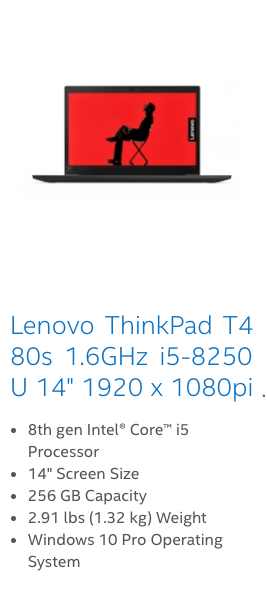 Lenovo
Lenovo ThinkPad T4
80s 1.6GHz i5-8250
U 14" 1920 x 1080pi .
• 8th gen Intel® Core™ i5
Processor
• 14" Screen Size
• 256 GB Capacity
• 2.91 lbs (1.32 kg) Weight
• Windows 10 Pro Operating
System